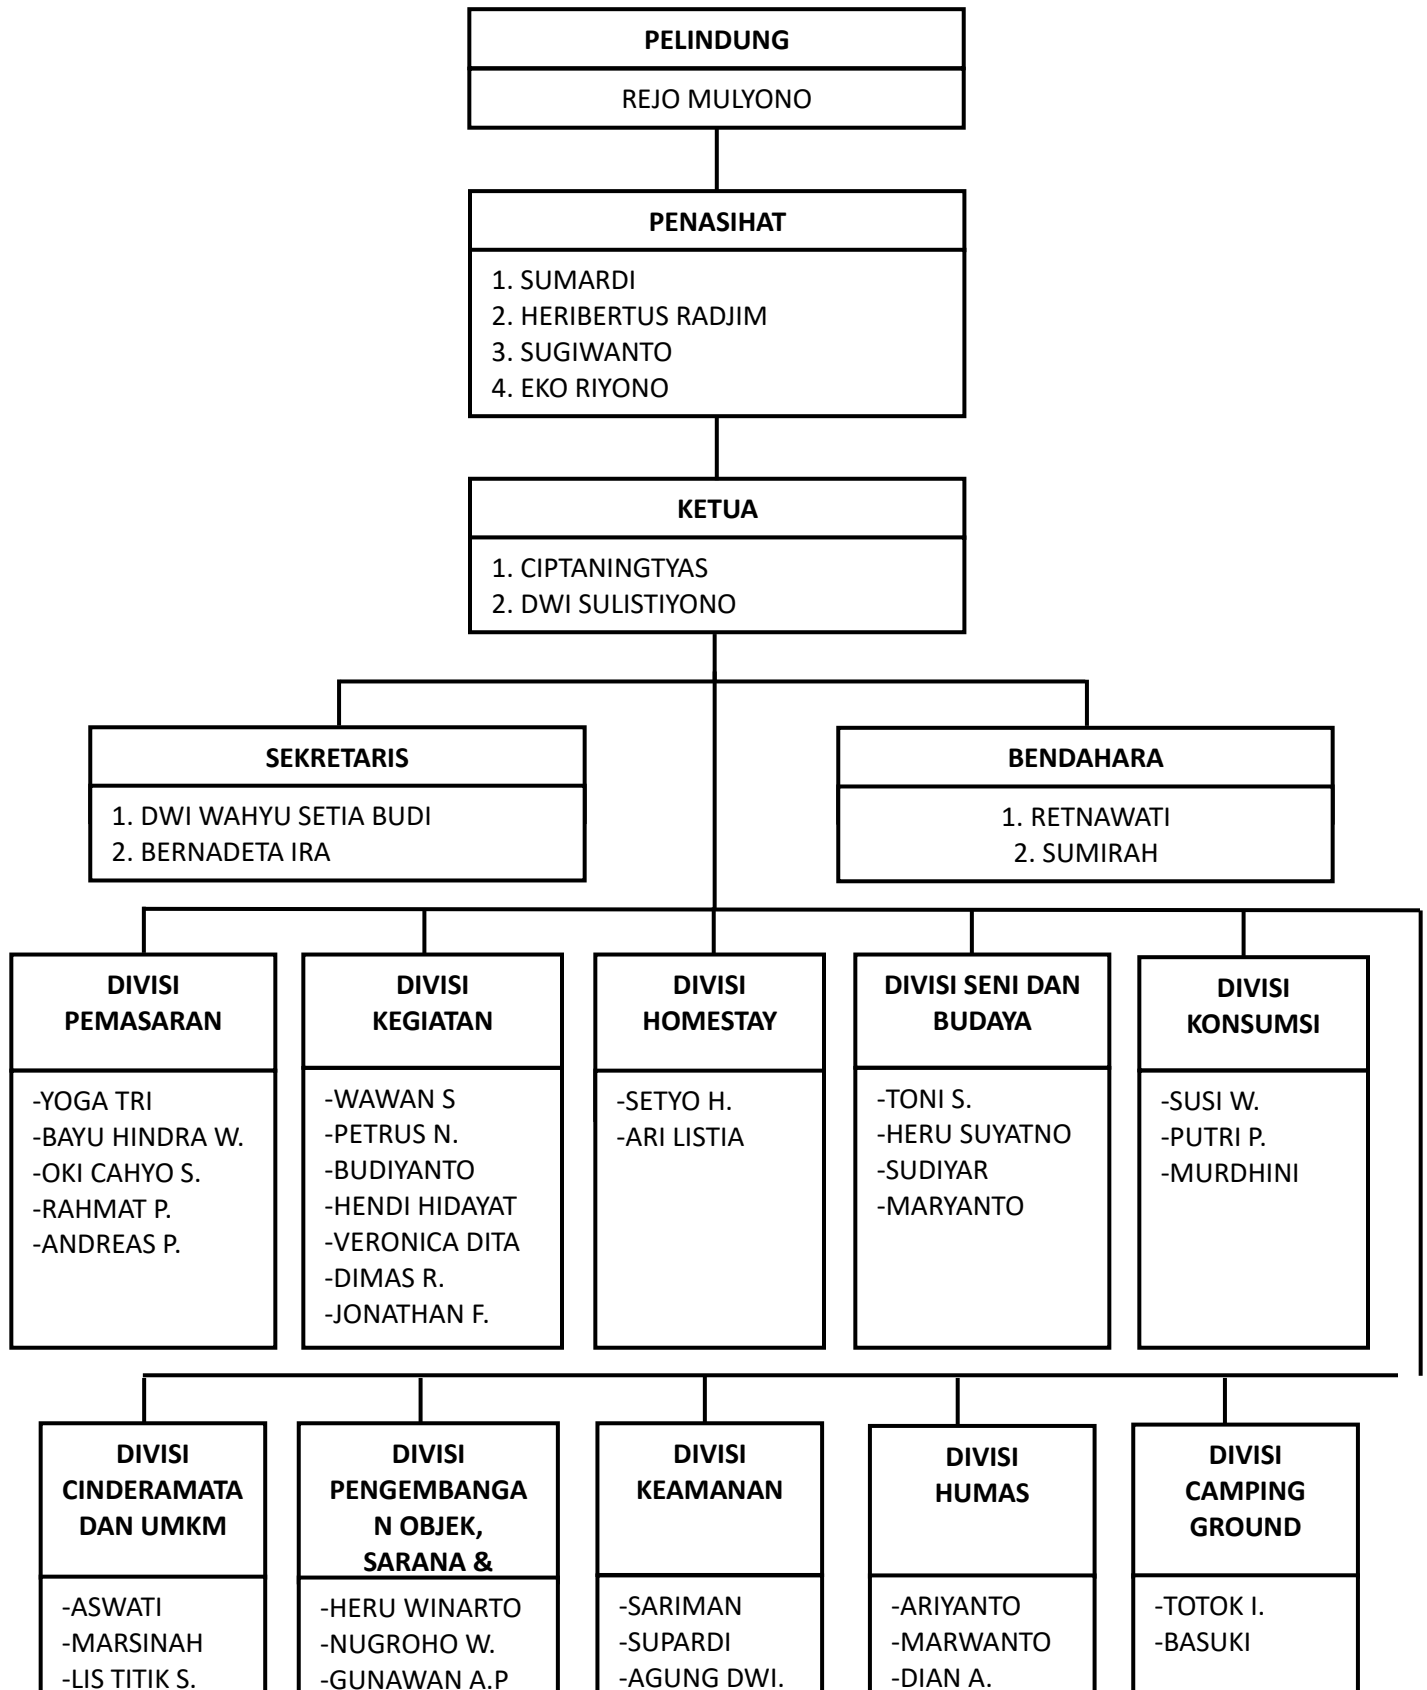 PELINDUNG
REJO MULYONO
PENASIHAT
1. SUMARDI
2. HERIBERTUS RADJIM
3. SUGIWANTO
4. EKO RIYONO
KETUA
1. CIPTANINGTYAS
2. DWI SULISTIYONO
SEKRETARIS
1. DWI WAHYU SETIA BUDI
2. BERNADETA IRA
BENDAHARA
1. RETNAWATI
2. SUMIRAH
DIVISI
PEMASARAN
-YOGA TRI
-BAYU HINDRA W.
-OKI CAHYO S.
-RAHMAT P.
-ANDREAS P.
DIVISI
KEGIATAN
-WAWAN S
-PETRUS N.
-BUDIYANTO
-HENDI HIDAYAT
-VERONICA DITA
-DIMAS R.
-JONATHAN F.
DIVISI
HOMESTAY
-SETYO H.
-ARI LISTIA
DIVISI SENI DAN
BUDAYA
-TONI S.
-HERU SUYATNO
-SUDIYAR
-MARYANTO
DIVISI
KONSUMSI
-SUSI W.
-PUTRI P.
-MURDHINI
DIVISI
CINDERAMATA
DAN UMKM
-ASWATI
-MARSINAH
-LIS TITIK S.
DIVISI
PENGEMBANGA
N OBJEK,
SARANA &
-HERU WINARTO
-NUGROHO W.
-GUNAWAN A.P
DIVISI
KEAMANAN
-SARIMAN
-SUPARDI
-AGUNG DWI.
DIVISI
HUMAS
-ARIYANTO
-MARWANTO
-DIAN A.
DIVISI
CAMPING
GROUND
-TOTOK I.
-BASUKI